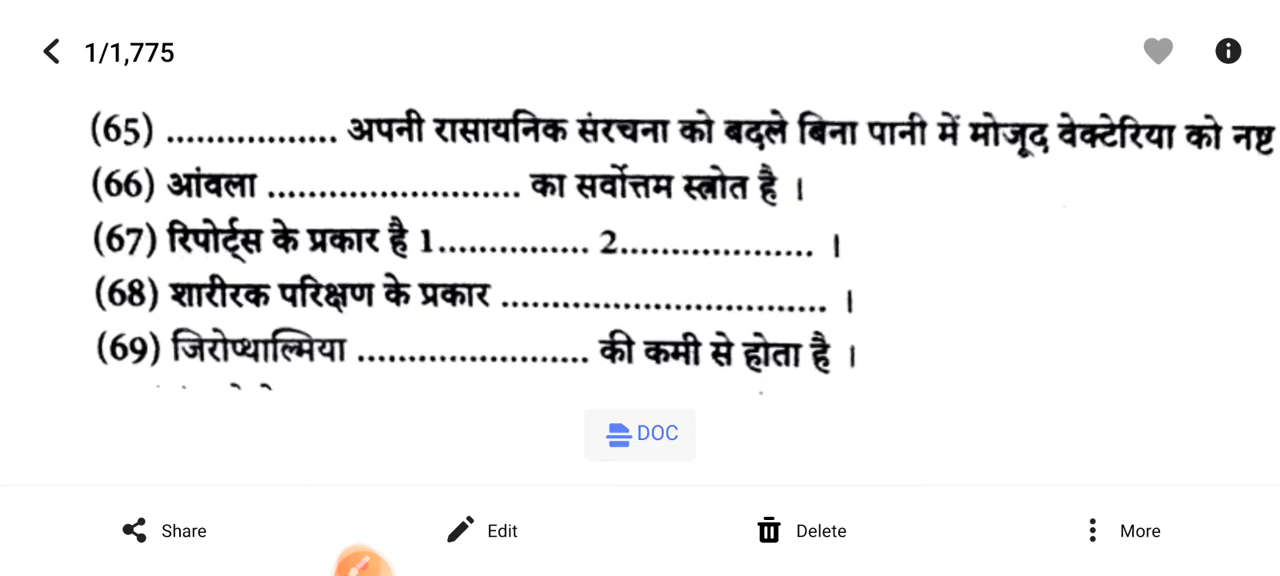 1/1,775
(65) ................ अपनी रासायनिक संरचना को बदले बिना पानी में मोजूद वेक्टेरिया को नष्ट
(66) आंवला ........................ का सर्वोत्तम स्त्रोत है ।
(67) रिपोर्ट्स के प्रकार है 1............... 2................... ।
(68) शारीरक परिक्षण के प्रकार ................................ ।
(69) जिरोप्थाल्मिया ....................... की कमी से होता है ।
DOC
Share Edit Delete More